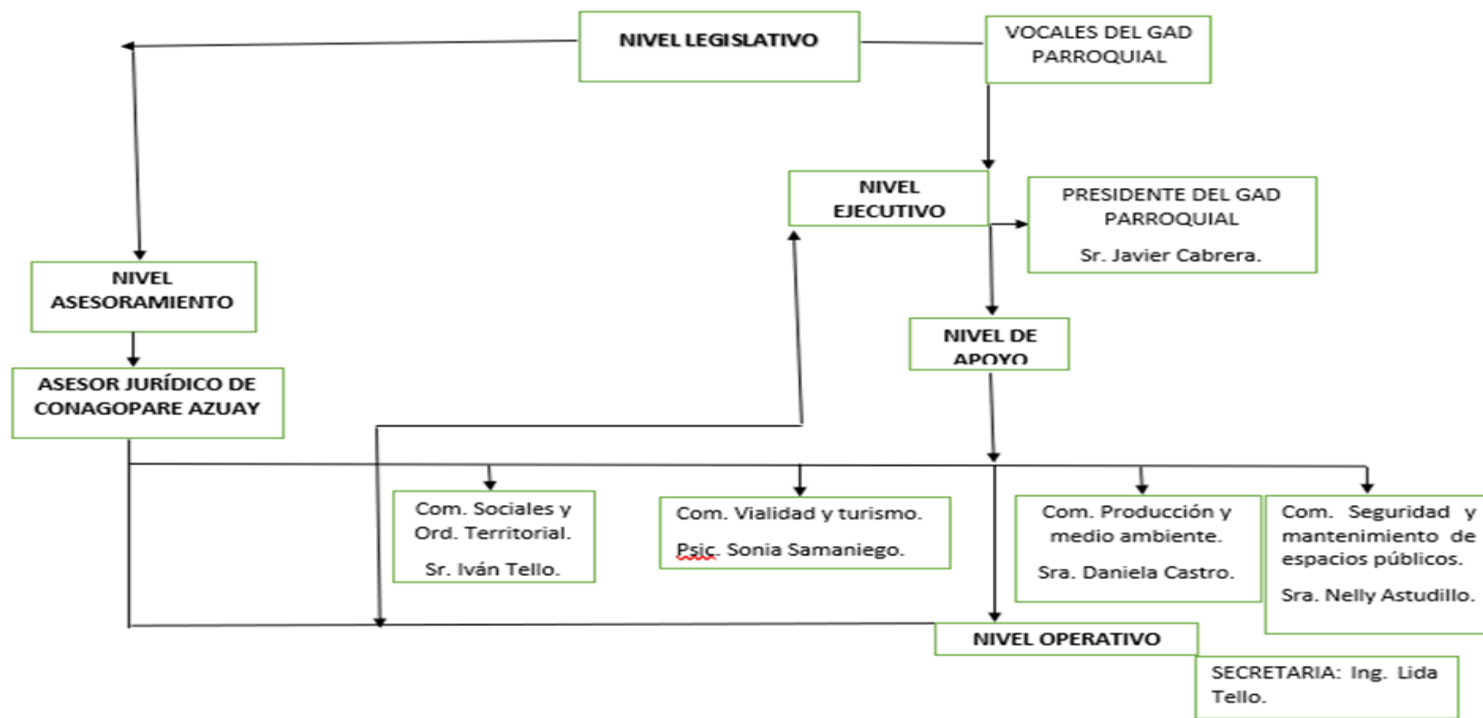 NIVEL LEGISLATIVO
VOCALES DEL GAD
PARROQUIAL
NIVEL
EJECUTIVO
PRESIDENTE DEL GAD
PARROQUIAL
Sr. Javier Cabrera.
NIVEL
ASESORAMIENTO
NIVEL DE
APOYO
ASESOR JURÍDICO DE
CONAGOPARE AZUAY
Com. Sociales y
Ord. Territorial.
Sr. Iván Tello.
Com. Vialidad y turismo.
Psic. Sonia Samaniego.
Com. Producción y
medio ambiente.
Sra. Daniela Castro.
Com. Seguridad y
mantenimiento de
espacios públicos.
Sra. Nelly Astudillo.
NIVEL OPERATIVO
SECRETARIA: Ing. Lida
Tello.